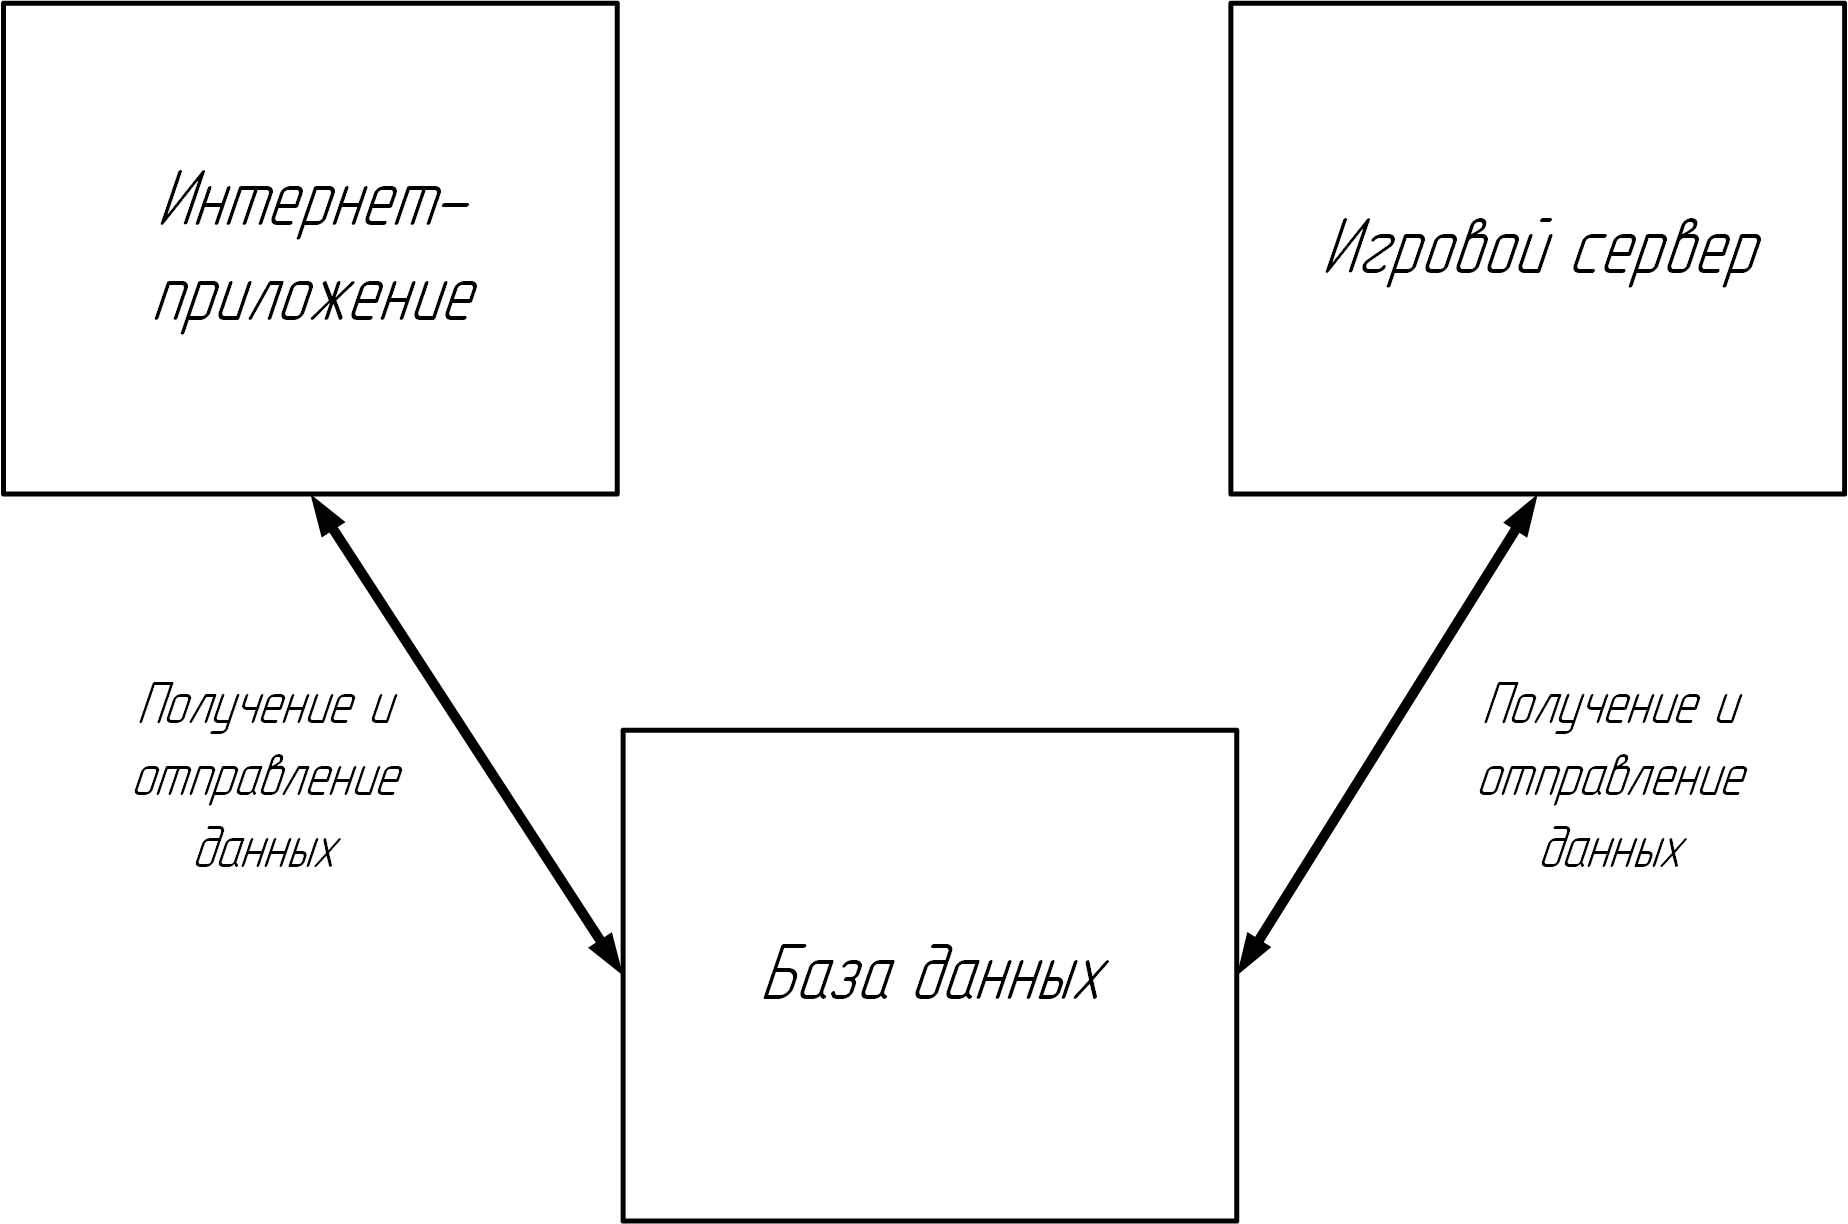 Интернет-
приложение
Игровой сервер
Получение и
отправление
данных
Получение и
отправление
данных
База данных